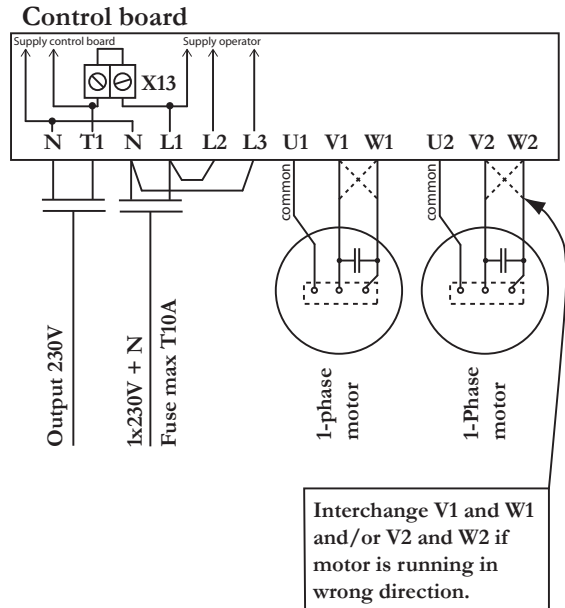 Control board
Supply control board
Supply operator
X13
N T1 N L1 L2 L3 U1 V1 W1 U2 V2 W2
common
common
Output 230V
1x230V + N
Fuse max T10A
1-phase
motor
1-Phase
motor
Interchange V1 and W1
and/or V2 and W2 if
motor is running in
wrong direction.